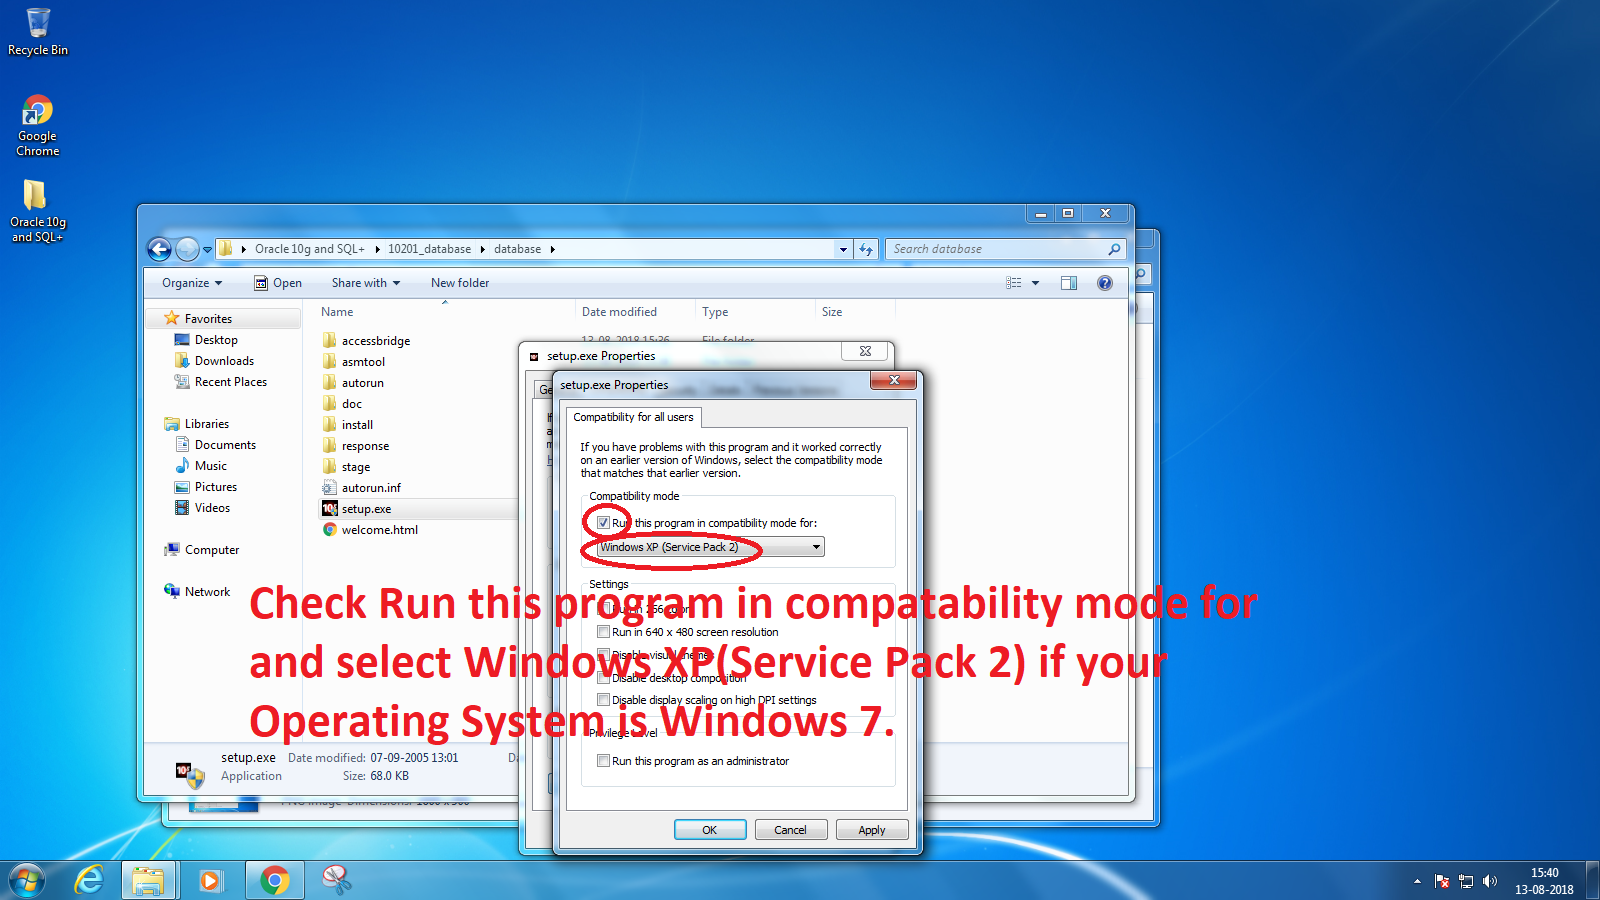 Recycle Bin
Google
Chrome
Oracle 10g
and SQL+
Oracle 10g and SQL+
10201_database
database
Search database
Organize
Open
Share with
New folder
Favorites
Desktop
Downloads
Recent Places
Libraries
Documents
Music
Pictures
Videos
Computer
Network
Name
Date modified
Type
Size
accessbridge
13-08-2018 15:36
File folder
asmtool
autorun
doc
install
response
stage
autorun.inf
setup.exe
welcome.html
setup.exe Properties
Ge
setup.exe Properties
Compatibility for all users
If you have problems with this program and it worked correctly
on an earlier version of Windows, select the compatibility mode
that matches that earlier version.
Compatibility mode
Run this program in compatibility mode for:
Windows XP (Service Pack 2)
Settings
Run in 256 colors
Run in 640 x 480 screen resolution
Disable visual themes
Disable desktop composition
Disable display scaling on high DPI settings
Privilege Level
Run this program as an administrator
OK
Cancel
Apply
Check Run this program in compatability mode for
and select Windows XP(Service Pack 2) if your
Operating System is Windows 7.
setup.exe
Date modified: 07-09-2005 13:01
Da
Application
Size: 68.0 KB
PNG image
Dimensions:
15:40
13-08-2018